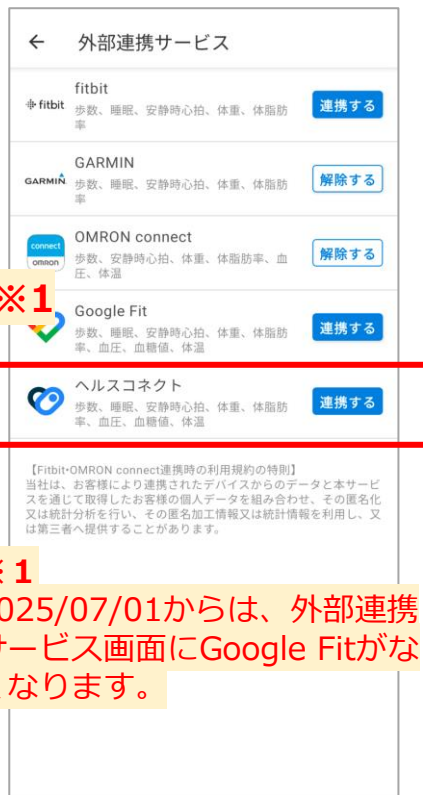 ← 外部連携サービス
fitbit
fitbit
歩数、睡眠、安静時心拍、体重、体脂肪
率
連携する
GARMIN
GARMIN
歩数、睡眠、安静時心拍、体重、体脂肪
率
解除する
connect
OMRON
OMRON connect
歩数、安静時心拍、体重、体脂肪率、血
圧、体温
解除する
※1
Google Fit
歩数、睡眠、安静時心拍、体重、体脂肪
率、血圧、血糖値、体温
連携する
ヘルスコネクト
歩数、睡眠、安静時心拍、体重、体脂肪
率、血圧、血糖値、体温
連携する
【Fitbit・OMRON connect連携時の利用規約の特則】
当社は、お客様により連携されたデバイスからのデータと本サービ
スを通じて取得したお客様の個人データを組み合わせ、その匿名化
又は統計分析を行い、その匿名加工情報又は統計情報を利用し、又
は第三者へ提供することがあります。
※1
025/07/01からは、外部連携
サービス画面にGoogle Fitがな
くなります。